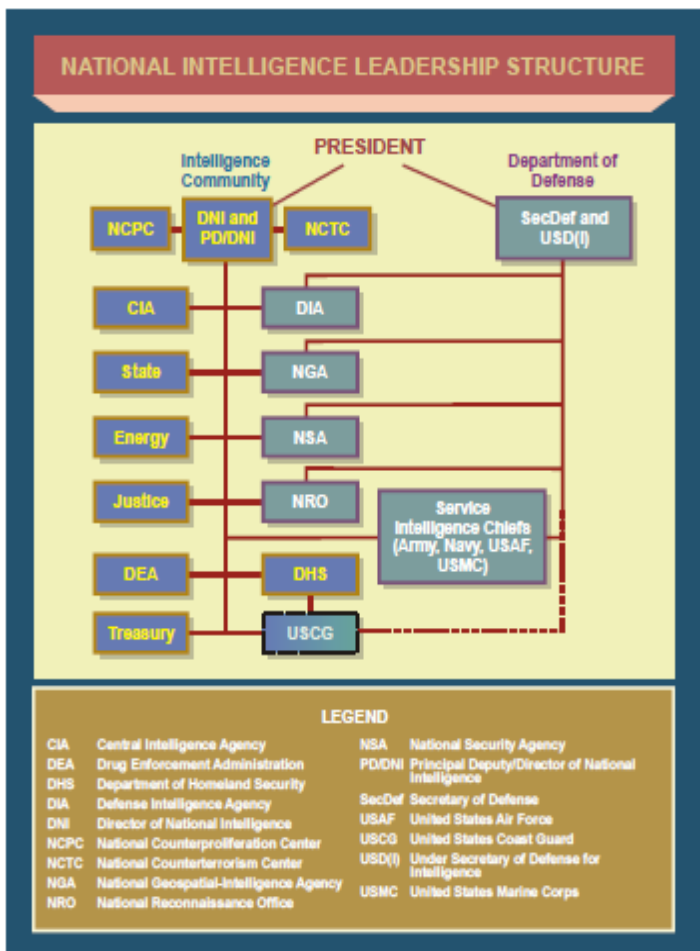 NATIONAL INTELLIGENCE LEADERSHIP STRUCTURE
PRESIDENT
Intelligence
Community
Department of
Defense
NCPC
DNI and
PD/DNI
NCTC
SecDef and
USD(I)
CIA
DIA
State
NGA
Energy
NSA
Justice
NRO
Service
Intelligence Chiefs
(Army, Navy, USAF,
USMC)
DEA
DHS
Treasury
USCG
LEGEND
CIA Central Intelligence Agency
DEA Drug Enforcement Administration
DHS Department of Homeland Security
DIA Defense Intelligence Agency
DNI Director of National Intelligence
NCPC National Counterproliferation Center
NCTC National Counterterrorism Center
NGA National Geospatial-Intelligence Agency
NRO National Reconnaissance Office
NSA National Security Agency
PD/DNI Principal Deputy/Director of National
Intelligence
SecDef Secretary of Defense
USAF United States Air Force
USCG United States Coast Guard
USD(I) Under Secretary of Defense for
Intelligence
USMC United States Marine Corps